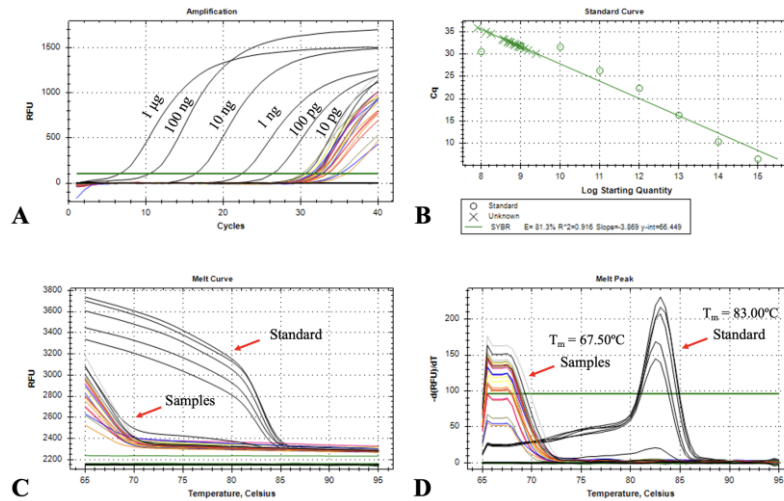 Amplification
1500
1000
500
0
RFU
1 µg
100 ng
10 ng
1 ng
100 pg
10 pg
0
10
20
30
40
Cycles
A
Standard Curve
35
30
25
20
15
10
Cq
8
9
10
11
12
13
14
15
Log Starting Quantity
Standard
Unknown
SYBR E= 81.3% R^2=0.916 Slope=-3.869 y-int=66.449
B
Melt Curve
3800
3600
3400
3200
3000
2800
2600
2400
2200
RFU
Standard
Samples
65
70
75
80
85
90
95
Temperature, Celsius
C
Melt Peak
200
150
100
50
0
-d(RFU)/dT
Tm = 67.50ºC
Samples
Tm = 83.00ºC
Standard
65
70
75
80
85
90
Temperature, Celsius
D